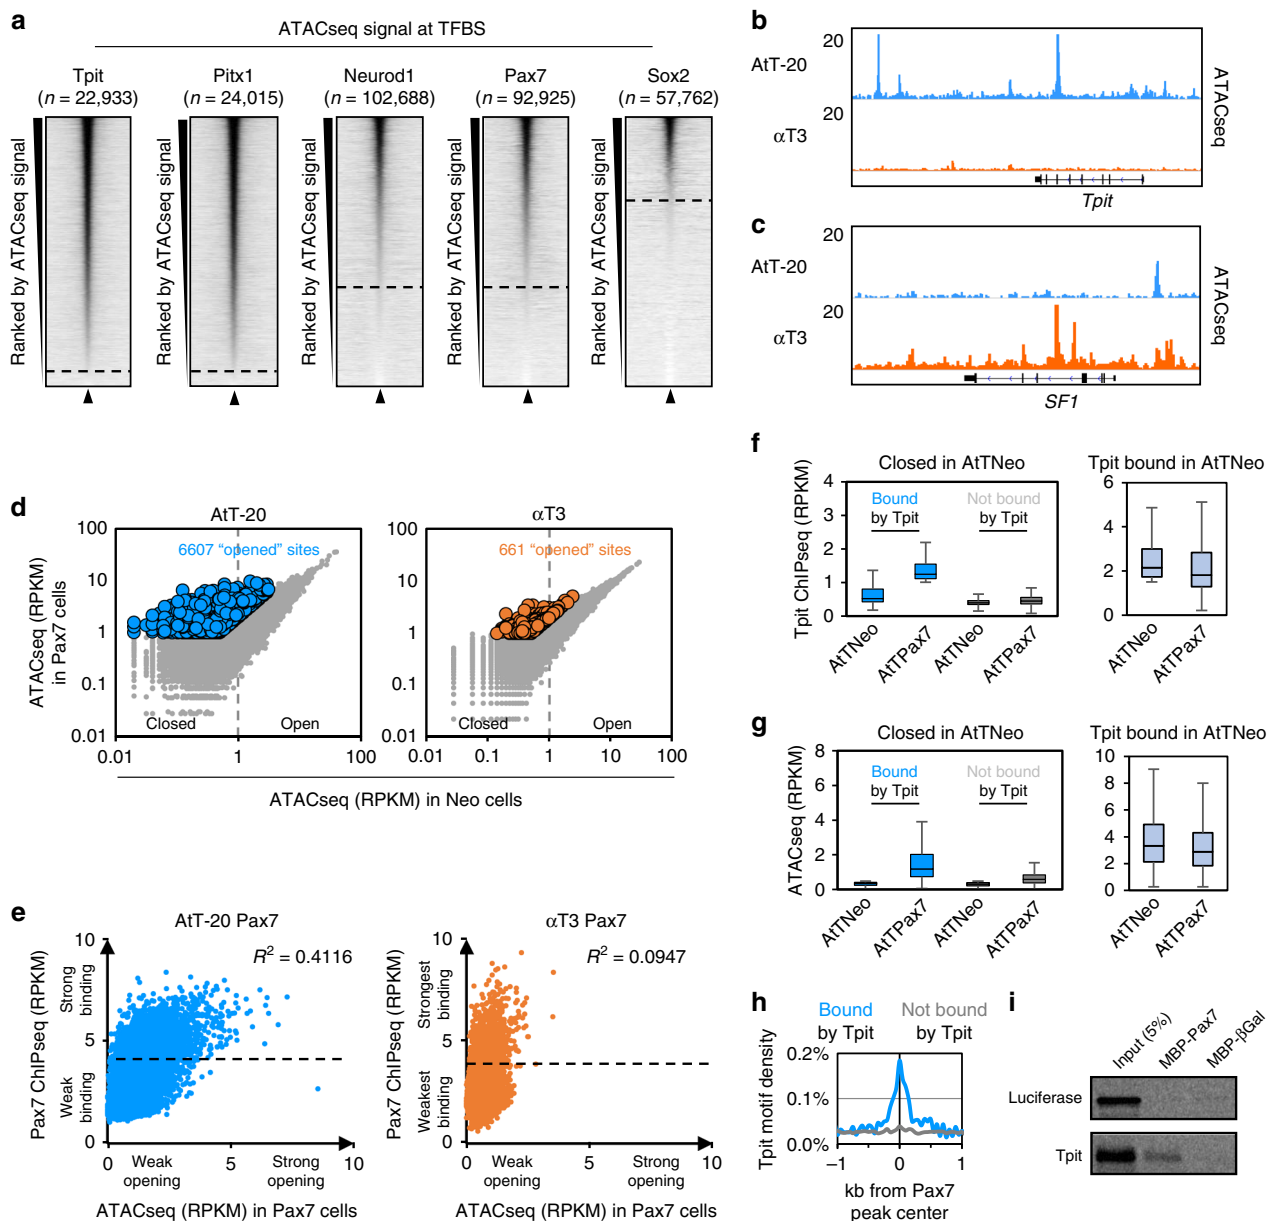 a
ATACseq signal at TFBS
Tpit
(n = 22,933)
Pitx1
(n = 24,015)
Neurod1
(n = 102,688)
Pax7
(n = 92,925)
Sox2
(n = 57,762)
Ranked by ATACseq signal
Ranked by ATACseq signal
Ranked by ATACseq signal
Ranked by ATACseq signal
Ranked by ATACseq signal
b
20
AtT-20
20
αT3
ATACseq
Tpit
c
20
AtT-20
20
αT3
ATACseq
SF1
d
AtT-20
6607 “opened” sites
100
10
1
0.1
0.01
ATACseq (RPKM)
in Pax7 cells
Closed
Open
0.01
1
100
αT3
661 “opened” sites
100
10
1
0.1
0.01
Closed
Open
0.1
1
10
100
ATACseq (RPKM) in Neo cells
e
AtT-20 Pax7
R² = 0.4116
10
5
0
Pax7 ChIPseq (RPKM)
Strong
binding
Weak
binding
0
5
10
Weak
opening
Strong
opening
ATACseq (RPKM) in Pax7 cells
αT3 Pax7
R² = 0.0947
10
5
0
Pax7 ChIPseq (RPKM)
Strongest
binding
Weakest
binding
0
5
10
Weak
opening
Strong
opening
ATACseq (RPKM) in Pax7 cells
f
Closed in AtTNeo
Tpit ChIPseq (RPKM)
4
3
2
1
0
Bound
by Tpit
Not bound
by Tpit
AtTNeo
AtTPax7
AtTNeo
AtTPax7
Tpit bound in AtTNeo
6
4
2
0
AtTNeo
AtTPax7
g
Closed in AtTNeo
ATACseq (RPKM)
8
6
4
2
0
Bound
by Tpit
Not bound
by Tpit
AtTNeo
AtTPax7
AtTNeo
AtTPax7
Tpit bound in AtTNeo
10
8
6
4
2
0
AtTNeo
AtTPax7
h
Bound
by Tpit
Not bound
by Tpit
Tpit motif density
0.2%
0.1%
0.0%
−1
0
1
kb from Pax7
peak center
i
Input (5%)
MBP-Pax7
MBP-βGal
Luciferase
Tpit